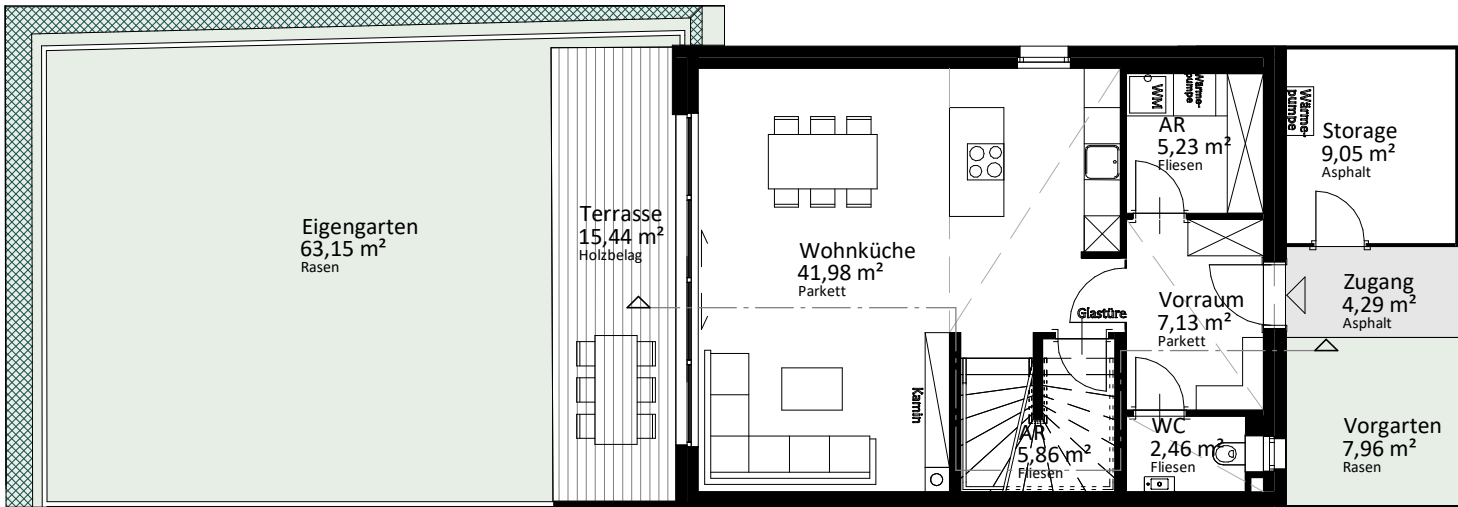 Eigengarten
63,15 m²
Rasen
Terrasse
15,44 m²
Holzbelag
Wohnküche
41,98 m²
Parkett
Kamin
WM
Wärme-
pumpe
AR
5,23 m²
Fliesen
Glastüre
Vorraum
7,13 m²
Parkett
AR
5,86 m²
Fliesen
WC
2,46 m²
Fliesen
Wärme-
pumpe
Storage
9,05 m²
Asphalt
Zugang
4,29 m²
Asphalt
Vorgarten
7,96 m²
Rasen